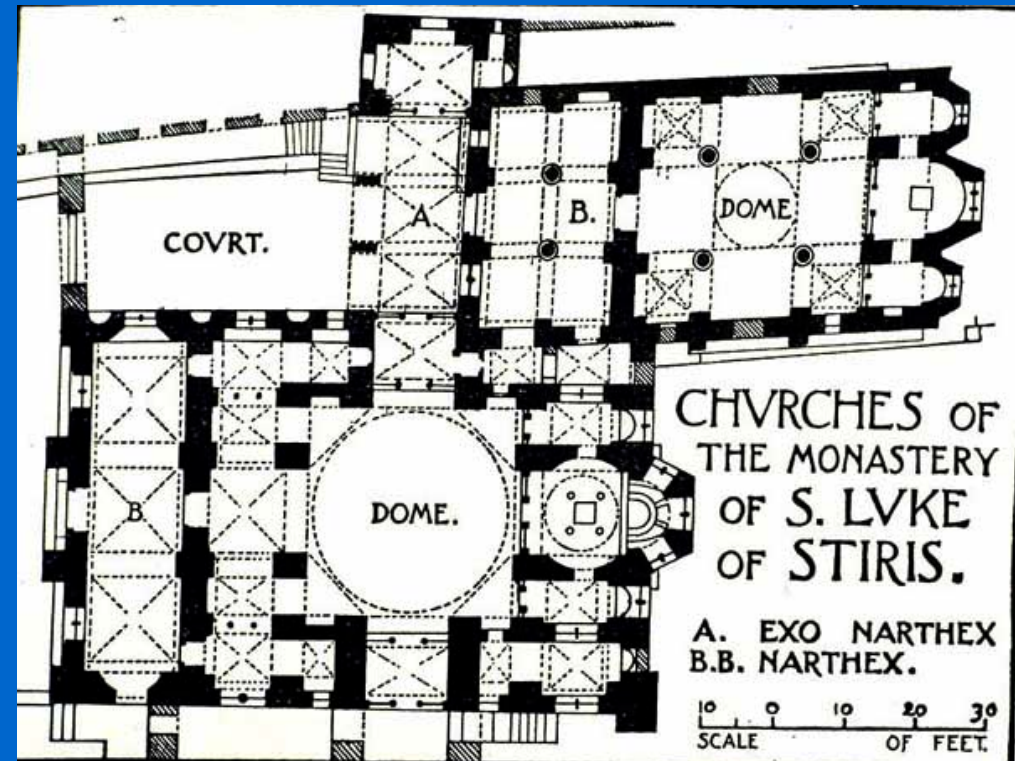 A
B.
DOME
COVRT.
B
DOME.
CHVRCHES OF
THE MONASTERY
OF S. LVKE
OF STIRIS.
A. EXO NARTHEX
B.B. NARTHEX.
10 0 10 20 30
SCALE OF FEET.